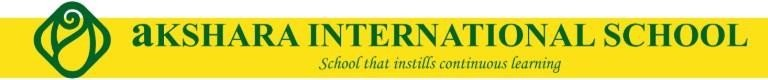 aKSHARA INTERNATIONAL SCHOOL
School that instills continuous learning